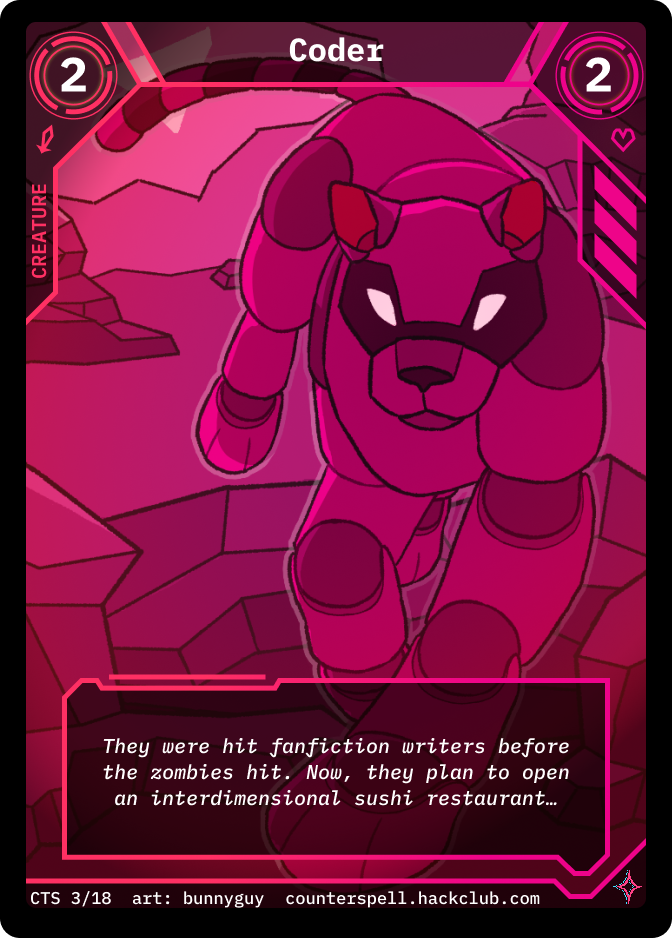 Coder
2
2
CREATURE
They were hit fanfiction writers before
the zombies hit. Now, they plan to open
an interdimensional sushi restaurant…
CTS 3/18 art: bunnyguy counterspell.hackclub.com